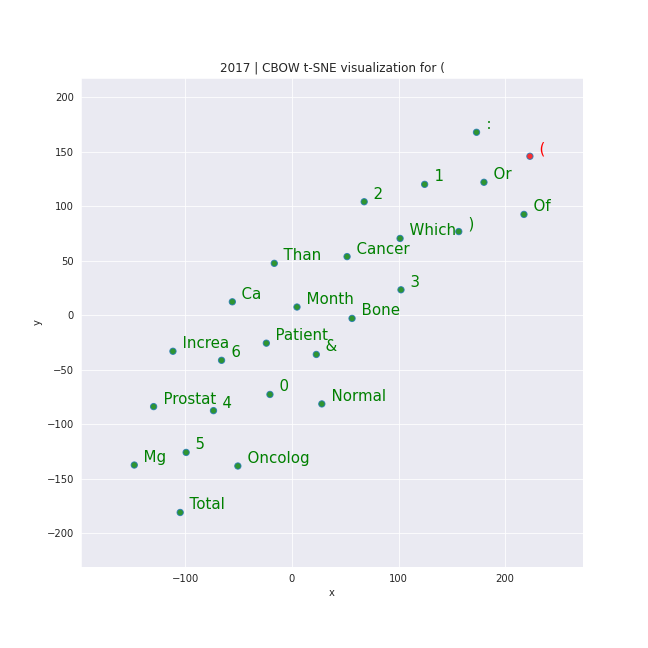 2017 | CBOW t-SNE visualization for (
200
150
100
50
0
−50
−100
−150
−200
y
:
(
1
Or
2
Of
Which
)
Than
Cancer
3
Ca
Month
Bone
Increa
6
Patient
&
Prostat
4
0
Normal
Mg
5
Oncolog
Total
−100
0
100
200
x